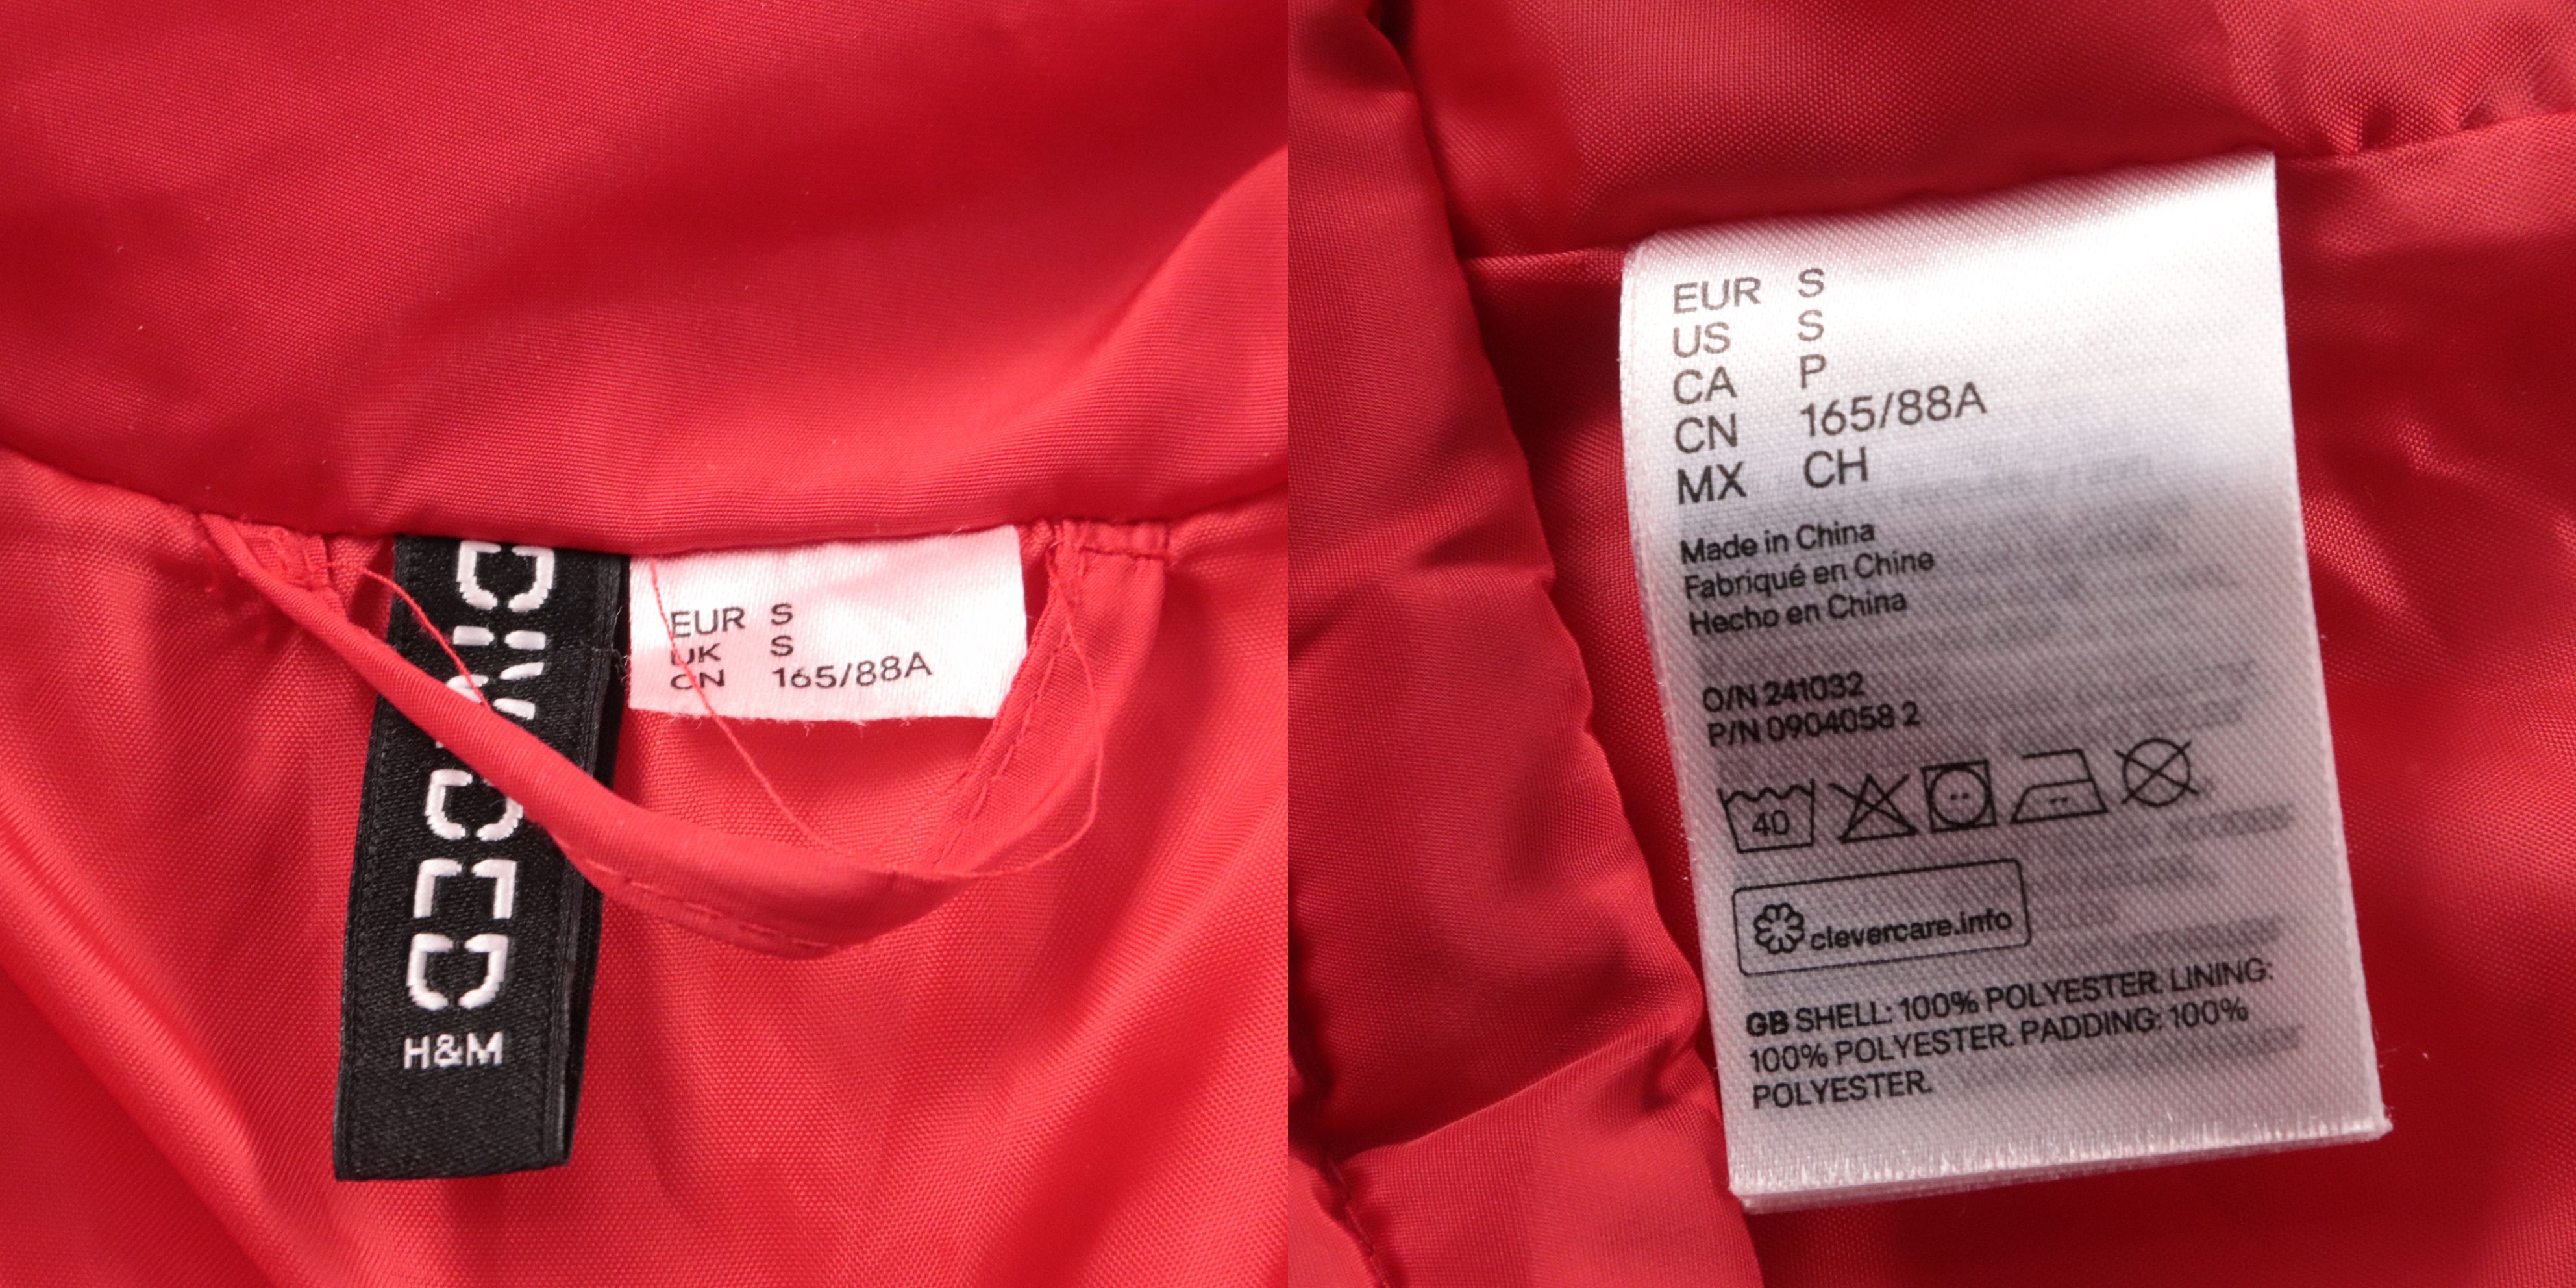 DIVIDED
H&M
EUR S
UK S
CN 165/88A
EUR S
US S
CA P
CN 165/88A
MX CH
Made in China
Fabriqué en Chine
Hecho en China
O/N 241032
P/N 0904058 2
40
clevercare.info
GB SHELL: 100% POLYESTER. LINING:
100% POLYESTER. PADDING: 100%
POLYESTER.